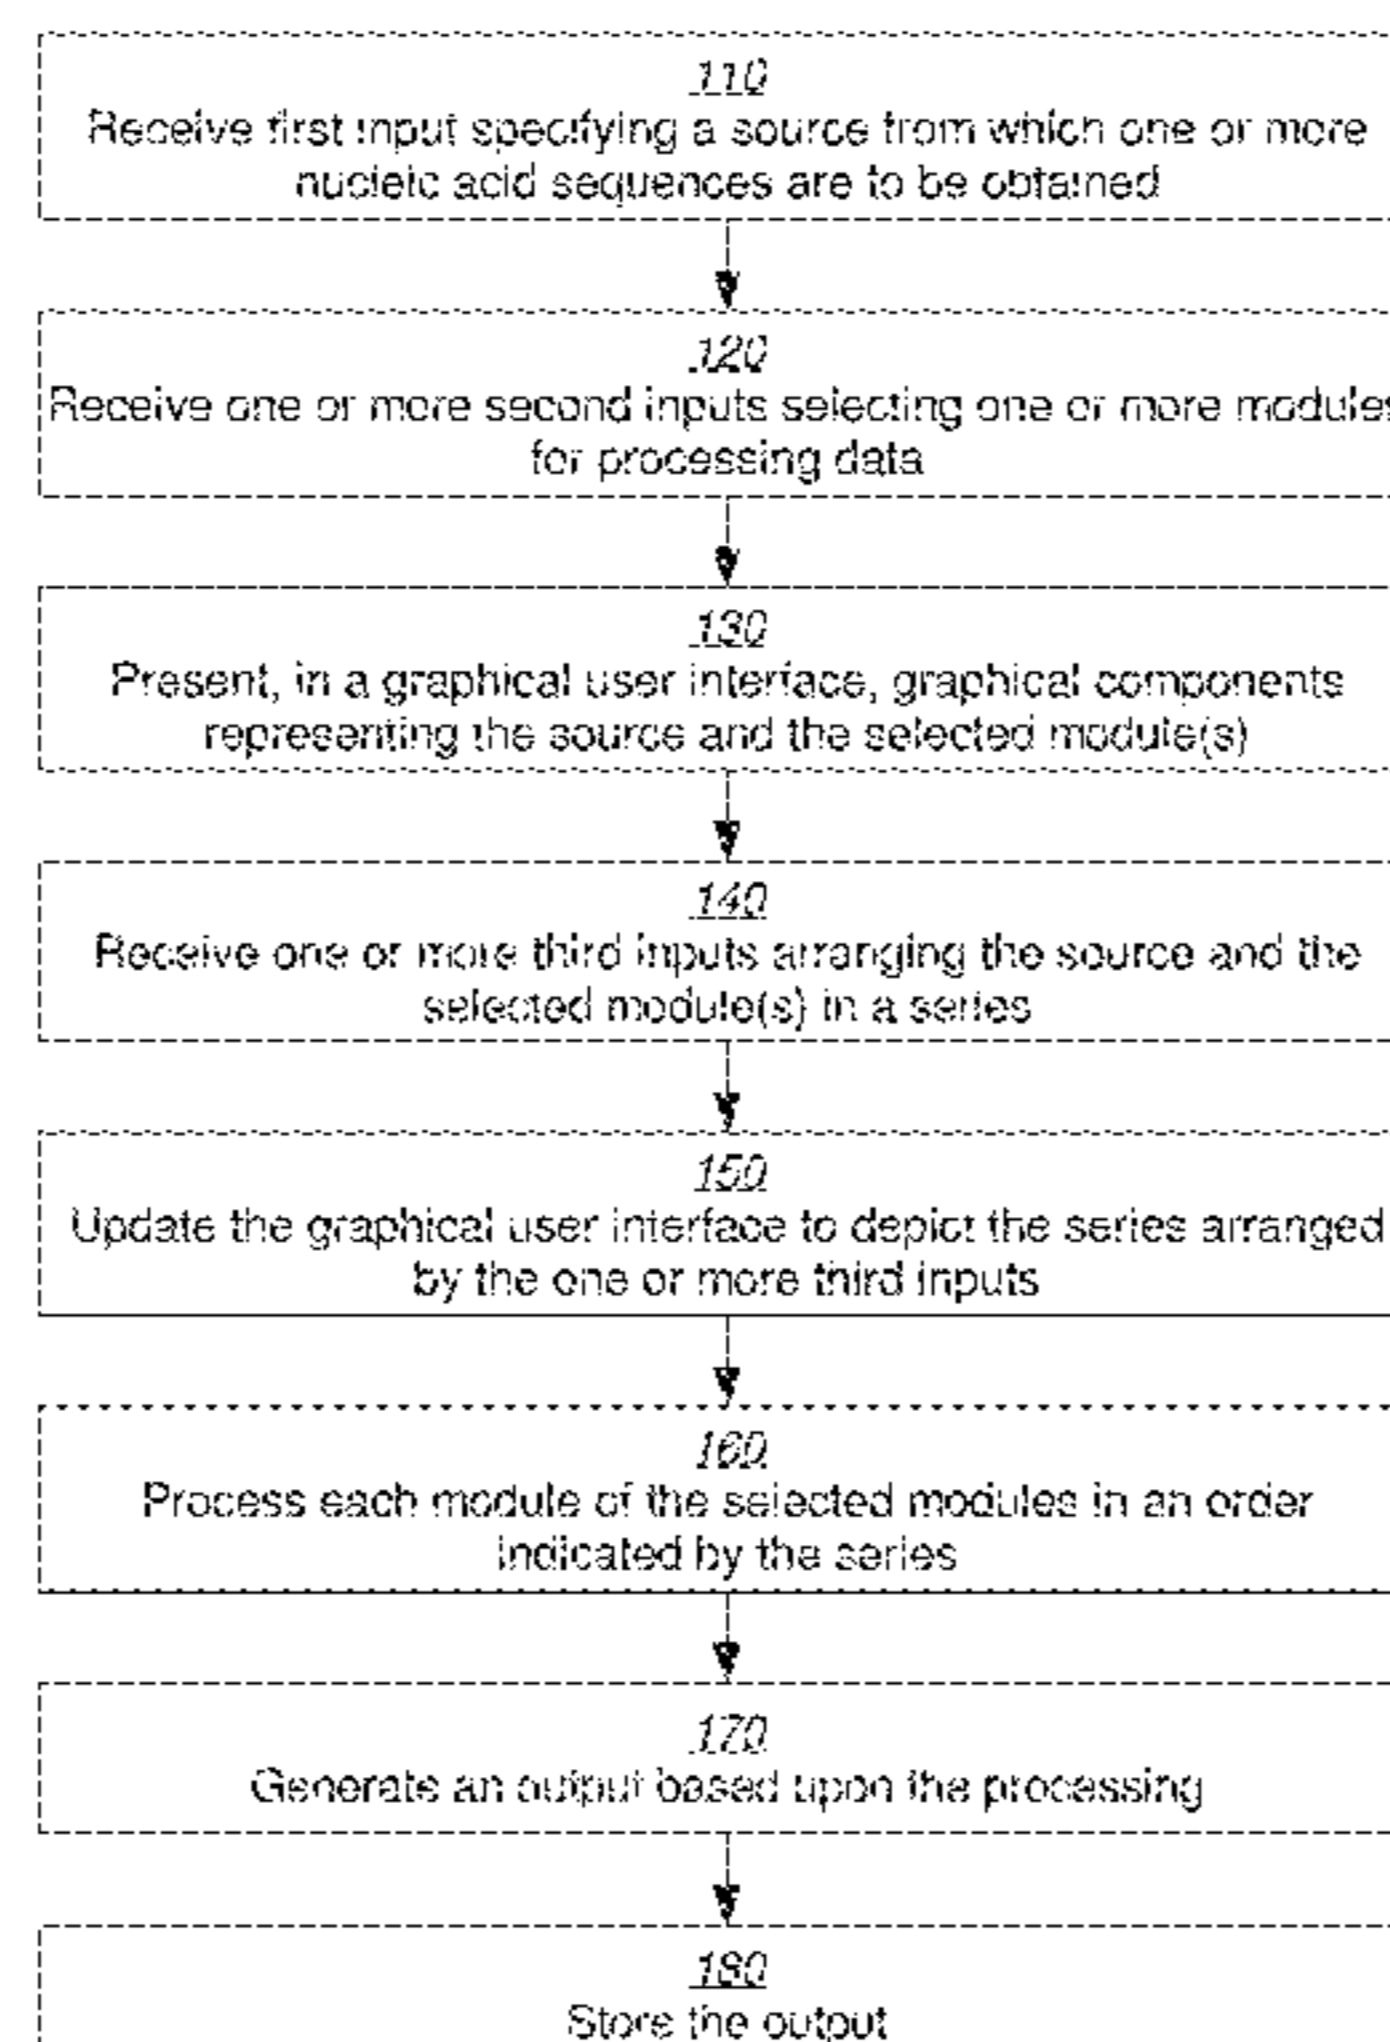 110
Receive first input specifying a source from which one or more
nucleic acid sequences are to be obtained
120
Receive one or more second inputs selecting one or more modules
for processing data
130
Present, in a graphical user interface, graphical components
representing the source and the selected module(s)
140
Receive one or more third inputs arranging the source and the
selected module(s) in a series
150
Update the graphical user interface to depict the series arranged
by the one or more third inputs
160
Process each module of the selected modules in an order
indicated by the series
170
Generate an output based upon the processing
180
Store the output